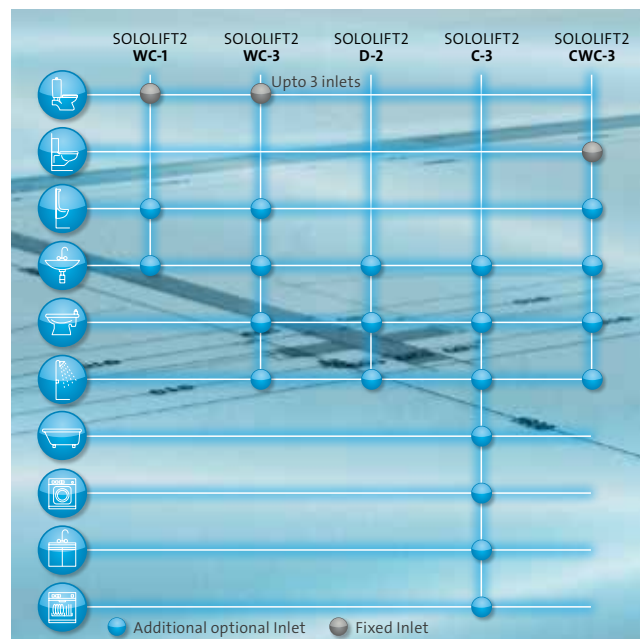 SOLOLIFT2 SOLOLIFT2 SOLOLIFT2 SOLOLIFT2 SOLOLIFT2
WC-1 WC-3 D-2 C-3 CWC-3
Upto 3 inlets
Additional optional Inlet Fixed Inlet